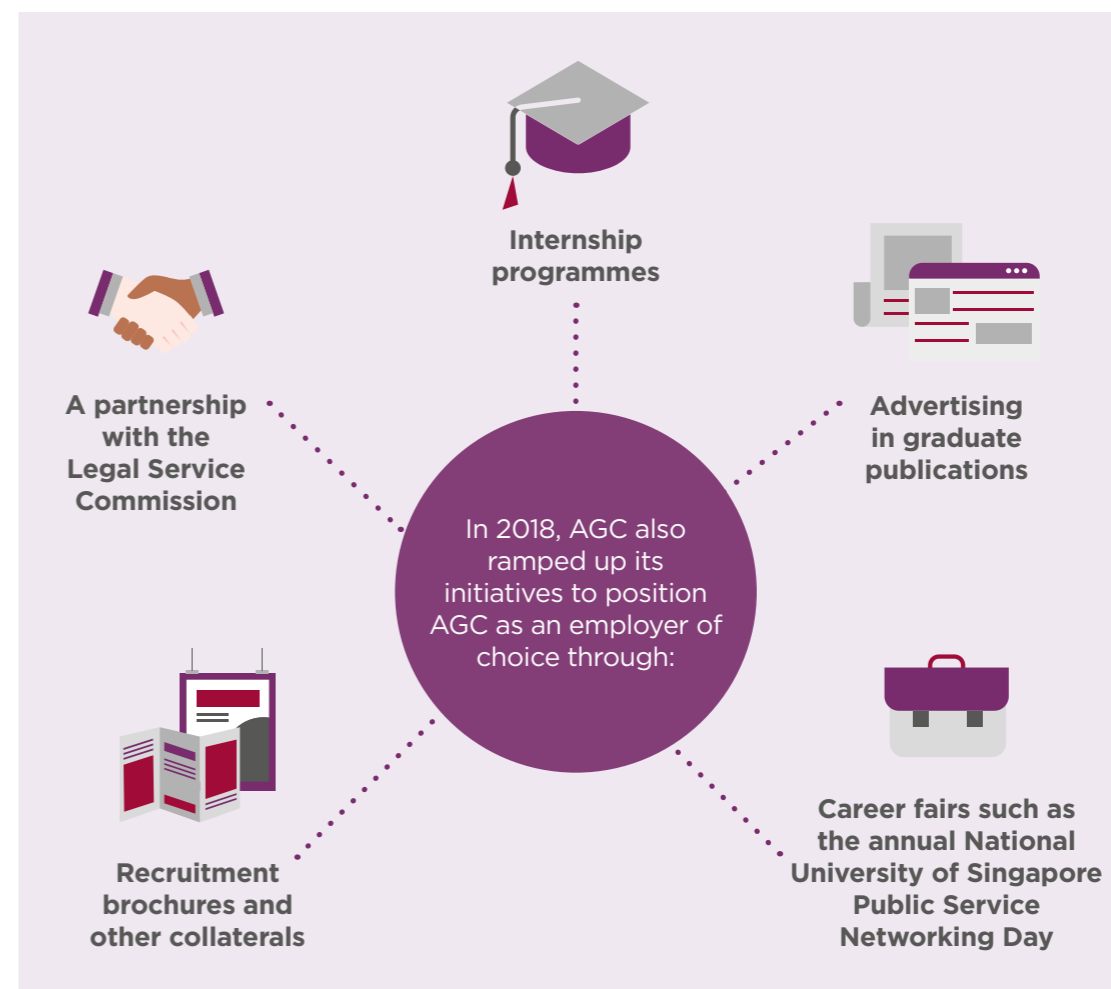 Internship
programmes
A partnership
with the
Legal Service
Commission
Advertising
in graduate
publications
In 2018, AGC also
ramped up its
initiatives to position
AGC as an employer of
choice through:
Recruitment
brochures and
other collaterals
Career fairs such as
the annual National
University of Singapore
Public Service
Networking Day